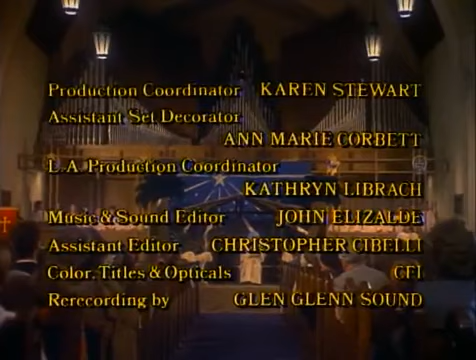 Production Coordinator KAREN STEWART
Assistant Set Decorator
ANN MARIE CORBETT
L.A. Production Coordinator
KATHRYN LIBRACH
Music & Sound Editor JOHN ELIZALDE
Assistant Editor CHRISTOPHER CIBELLI
Color, Titles & Opticals CFI
Rerecording by GLEN GLENN SOUND